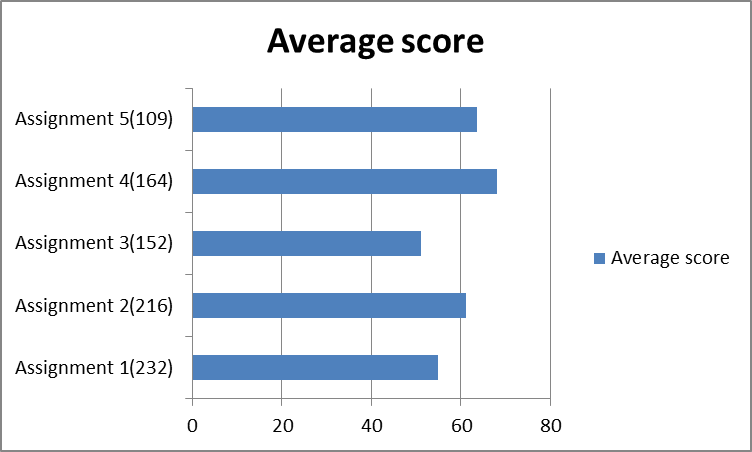 Average score
Assignment 5(109)
Assignment 4(164)
Assignment 3(152)
Assignment 2(216)
Assignment 1(232)
0 20 40 60 80
Average score